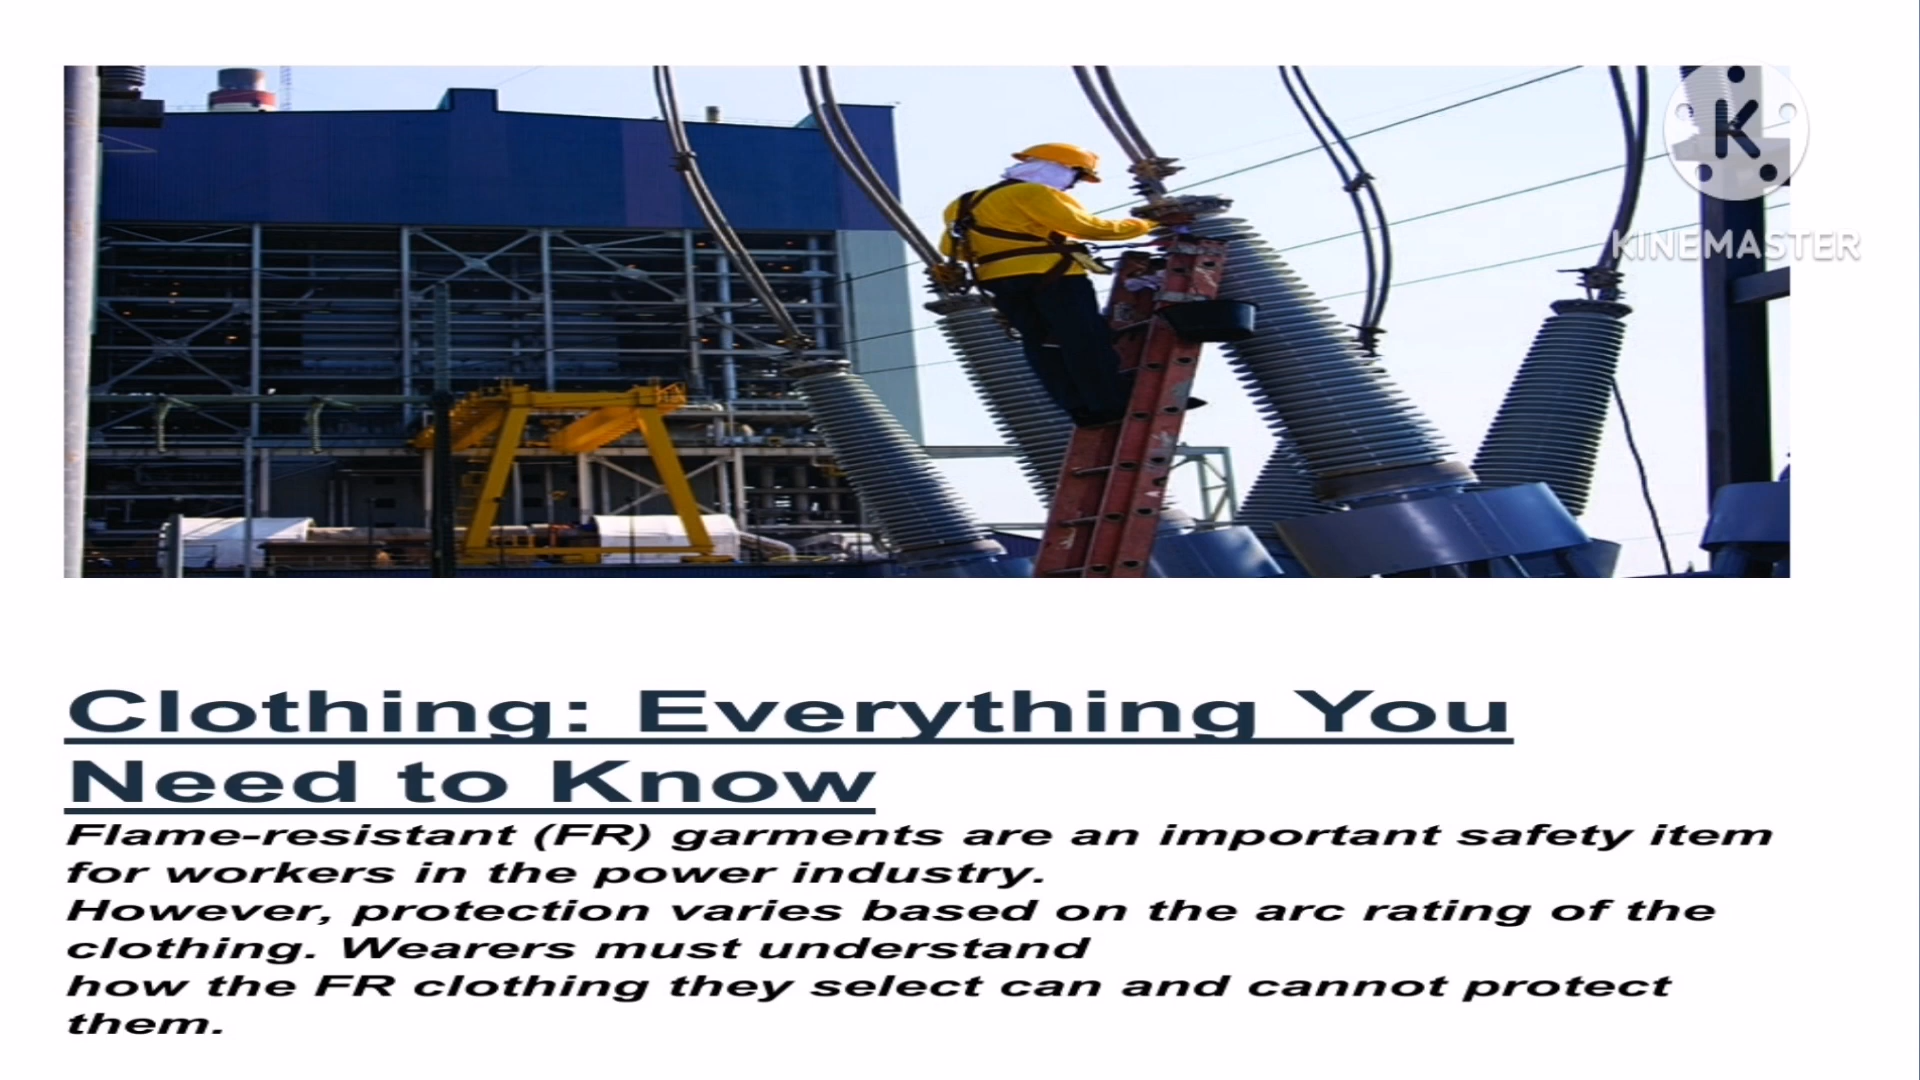 K
KINEMASTER
Clothing: Everything You
Need to Know
Flame-resistant (FR) garments are an important safety item
for workers in the power industry.
However, protection varies based on the arc rating of the
clothing. Wearers must understand
how the FR clothing they select can and cannot protect
them.